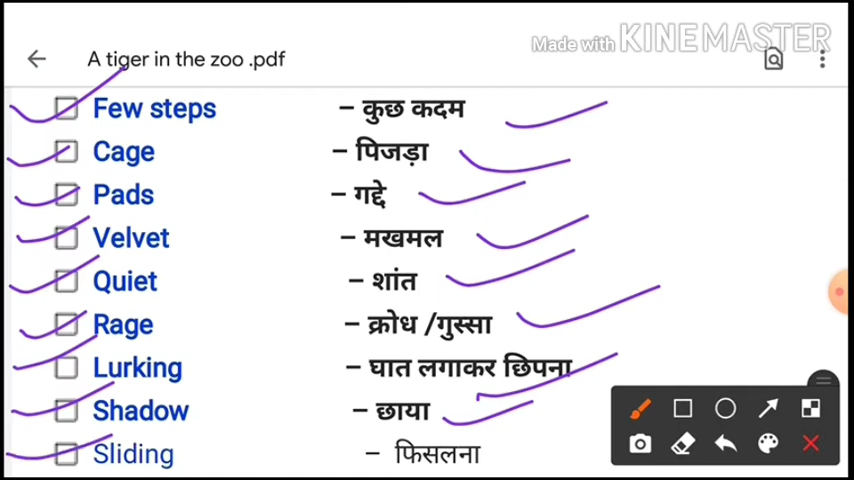 Made with KINEMASTER
A tiger in the zoo .pdf
Few steps – कुछ कदम
Cage – पिजड़ा
Pads – गद्दे
Velvet – मखमल
Quiet – शांत
Rage – क्रोध /गुस्सा
Lurking – घात लगाकर छिपना
Shadow – छाया
Sliding – फिसलना